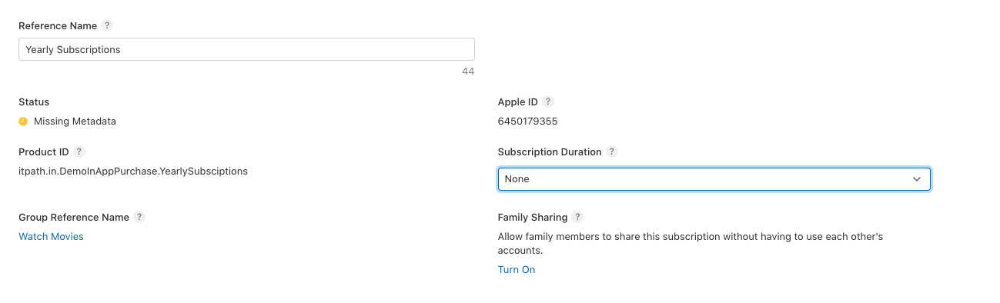 Reference Name ?
Yearly Subscriptions
44
Status
Missing Metadata
Apple ID ?
6450179355
Product ID ?
itpath.in.DemoInAppPurchase.YearlySubsciptions
Subscription Duration ?
None
Group Reference Name ?
Watch Movies
Family Sharing ?
Allow family members to share this subscription without having to use each other's
accounts.
Turn On